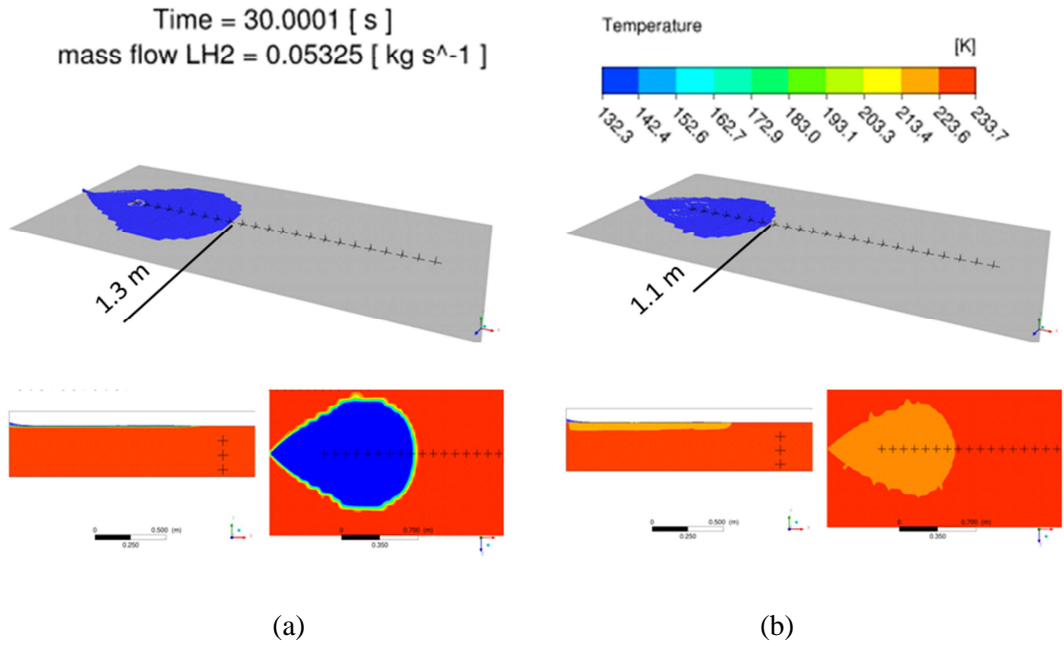 Time = 30.0001 [ s ]
mass flow LH2 = 0.05325 [ kg s^-1 ]
Temperature
[K]
132.3
142.4
152.6
162.7
172.9
183.0
193.1
203.3
213.4
223.6
233.7
1.3 m
1.1 m
0 0.500 (m)
0.250
0 0.700 (m)
0.350
0 0.500 (m)
0.250
0 0.700 (m)
0.350
(a) (b)